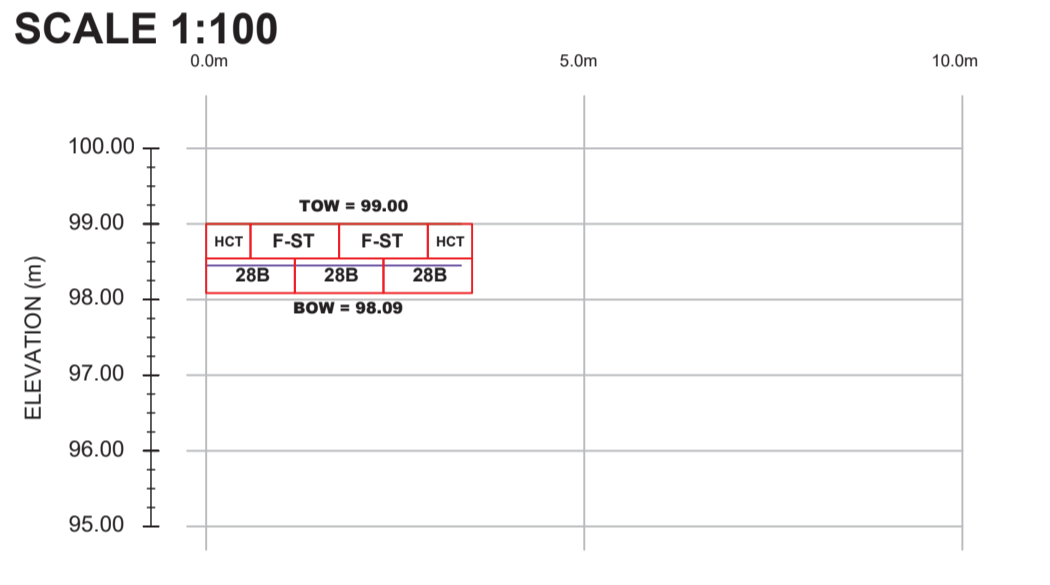 SCALE 1:100
0.0m 5.0m 10.0m
100.00
TOW = 99.00
99.00
HCT F-ST F-ST HCT
28B 28B 28B
98.00
BOW = 98.09
97.00
96.00
95.00
ELEVATION (m)